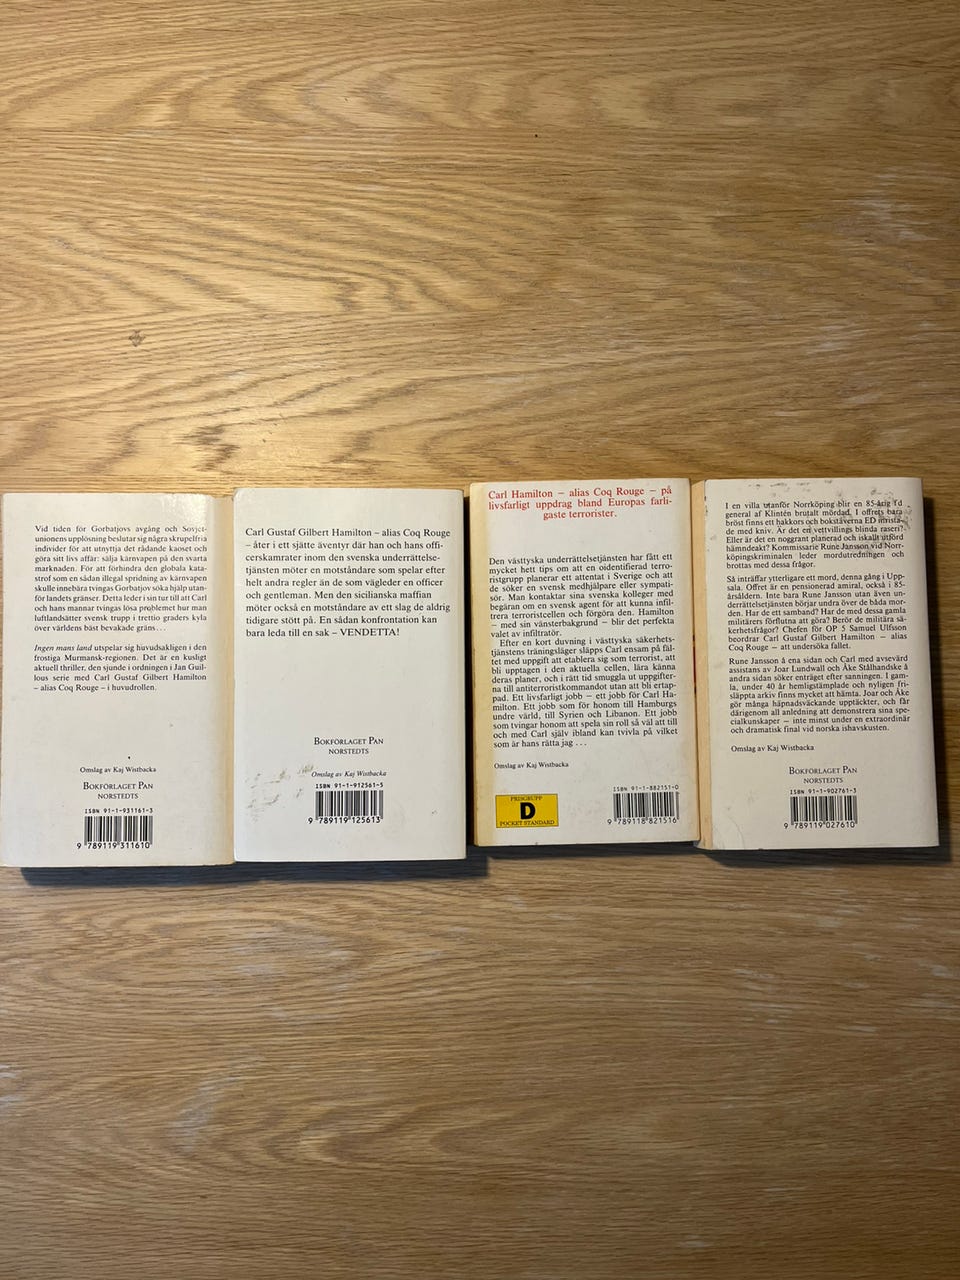 Vid tiden för Gorbatjovs avgång och Sovjet-
unionens upplösning beslutar sig några skrupelfria
individer för att utnyttja det rådande kaoset och
göra sitt livs affär: sälja kärnvapen på den svarta
marknaden. För att förhindra den globala kata-
strof som en sådan illegal spridning av kärnvapen
skulle innebära tvingas Gorbatjov söka hjälp utan-
för landets gränser. Detta leder i sin tur till att Carl
och hans mannar tvingas lösa problemet hur man
luftlandsätter svensk trupp i trettio graders kyla
över världens bäst bevakade gräns...
Ingen mans land utspelar sig huvudsakligen i den
frostiga Murmansk-regionen. Det är en kusligt
aktuell thriller, den sjunde i ordningen i Jan Guil-
lous serie med Carl Gustaf Gilbert Hamilton
– alias Coq Rouge – i huvudrollen.
Omslag av Kaj Wistbacka
BOKFÖRLAGET PAN
NORSTEDTS
ISBN 91-1-931161-3
9 789119 311610
Carl Gustaf Gilbert Hamilton – alias Coq Rouge
– åter i ett sjätte äventyr där han och hans offi-
cerskamrater inom den svenska underrättelse-
tjänsten möter en motståndare som spelar efter
helt andra regler än de som vägleder en officer
och gentleman. Men den sicilianska maffian
möter också en motståndare av ett slag de aldrig
tidigare stött på. En sådan konfrontation kan
bara leda till en sak – VENDETTA!
BOKFÖRLAGET PAN
NORSTEDTS
Omslag av Kaj Wistbacka
ISBN 91-1-912561-5
9 789119 125613
Carl Hamilton – alias Coq Rouge – på
livsfarligt uppdrag bland Europas farli-
gaste terrorister.
Den västtyska underrättelsetjänsten har fått ett
mycket hett tips om att en oidentifierad terro-
ristgrupp planerar ett attentat i Sverige och att
de söker en svensk medhjälpare eller sympati-
sör. Man kontaktar sina svenska kolleger med
begäran om en svensk agent för att kunna infil-
trera terroristcellen och förgöra den. Hamilton
– med sin vänsterbakgrund – blir det perfekta
valet av infiltratör.
Efter en kort duvning i västtyska säkerhets-
tjänstens träningsläger släpps Carl ensam på fäl-
tet med uppgift att etablera sig som terrorist, att
bli upptagen i den aktuella cellen, lära känna
deras planer, och i rätt tid smuggla ut uppgifter-
na till antiterroristkommandot utan att bli ertap-
pad. Ett livsfarligt jobb – ett jobb för Carl Ha-
milton. Ett jobb som för honom till Hamburgs
undre värld, till Syrien och Libanon. Ett jobb
som tvingar honom att spela sin roll så väl att till
och med Carl själv ibland kan tvivla på vilket
som är hans rätta jag ...
Omslag av Kaj Wistbacka
PRISGRUPP
D
POCKET STANDARD
ISBN 91-1-882151-0
9 789118 821516
I en villa utanför Norrköping blir en 85-årig f d
general af Klintén brutalt mördad. I offrets bara
bröst finns ett hakkors och bokstäverna ED inrista-
de med kniv. Är det en vettvillings blinda raseri?
Eller är det en noggrant planerad och iskallt utförd
hämndeakt? Kommissarie Rune Jansson vid Norr-
köpingskriminalen leder mordutredningen och
brottas med dessa frågor.
Så inträffar ytterligare ett mord, denna gång i Upp-
sala. Offret är en pensionerad amiral, också i 85-
årsåldern. Inte bara Rune Jansson utan även un-
derrättelsetjänsten börjar undra över de båda mor-
den. Har de ett samband? Har de med dessa gamla
militärers förflutna att göra? Berör de militära sä-
kerhetsfrågor? Chefen för OP 5 Samuel Ulfsson
beordrar Carl Gustaf Gilbert Hamilton – alias
Coq Rouge – att undersöka fallet.
Rune Jansson å ena sidan och Carl med avsevärd
assistans av Joar Lundwall och Åke Stålhandske å
andra sidan söker enträget efter sanningen. I gam-
la, under 40 år hemligstämplade och nyligen fri-
släppta arkiv finns mycket att hämta. Joar och Åke
gör många häpnadsväckande upptäckter, och får
därigenom all anledning att demonstrera sina spe-
cialkunskaper – inte minst under en extraordinär
och dramatisk final vid norska ishavskusten.
Omslag av Kaj Wistbacka
BOKFÖRLAGET PAN
NORSTEDTS
ISBN 91-1-902761-3
9 789119 027610